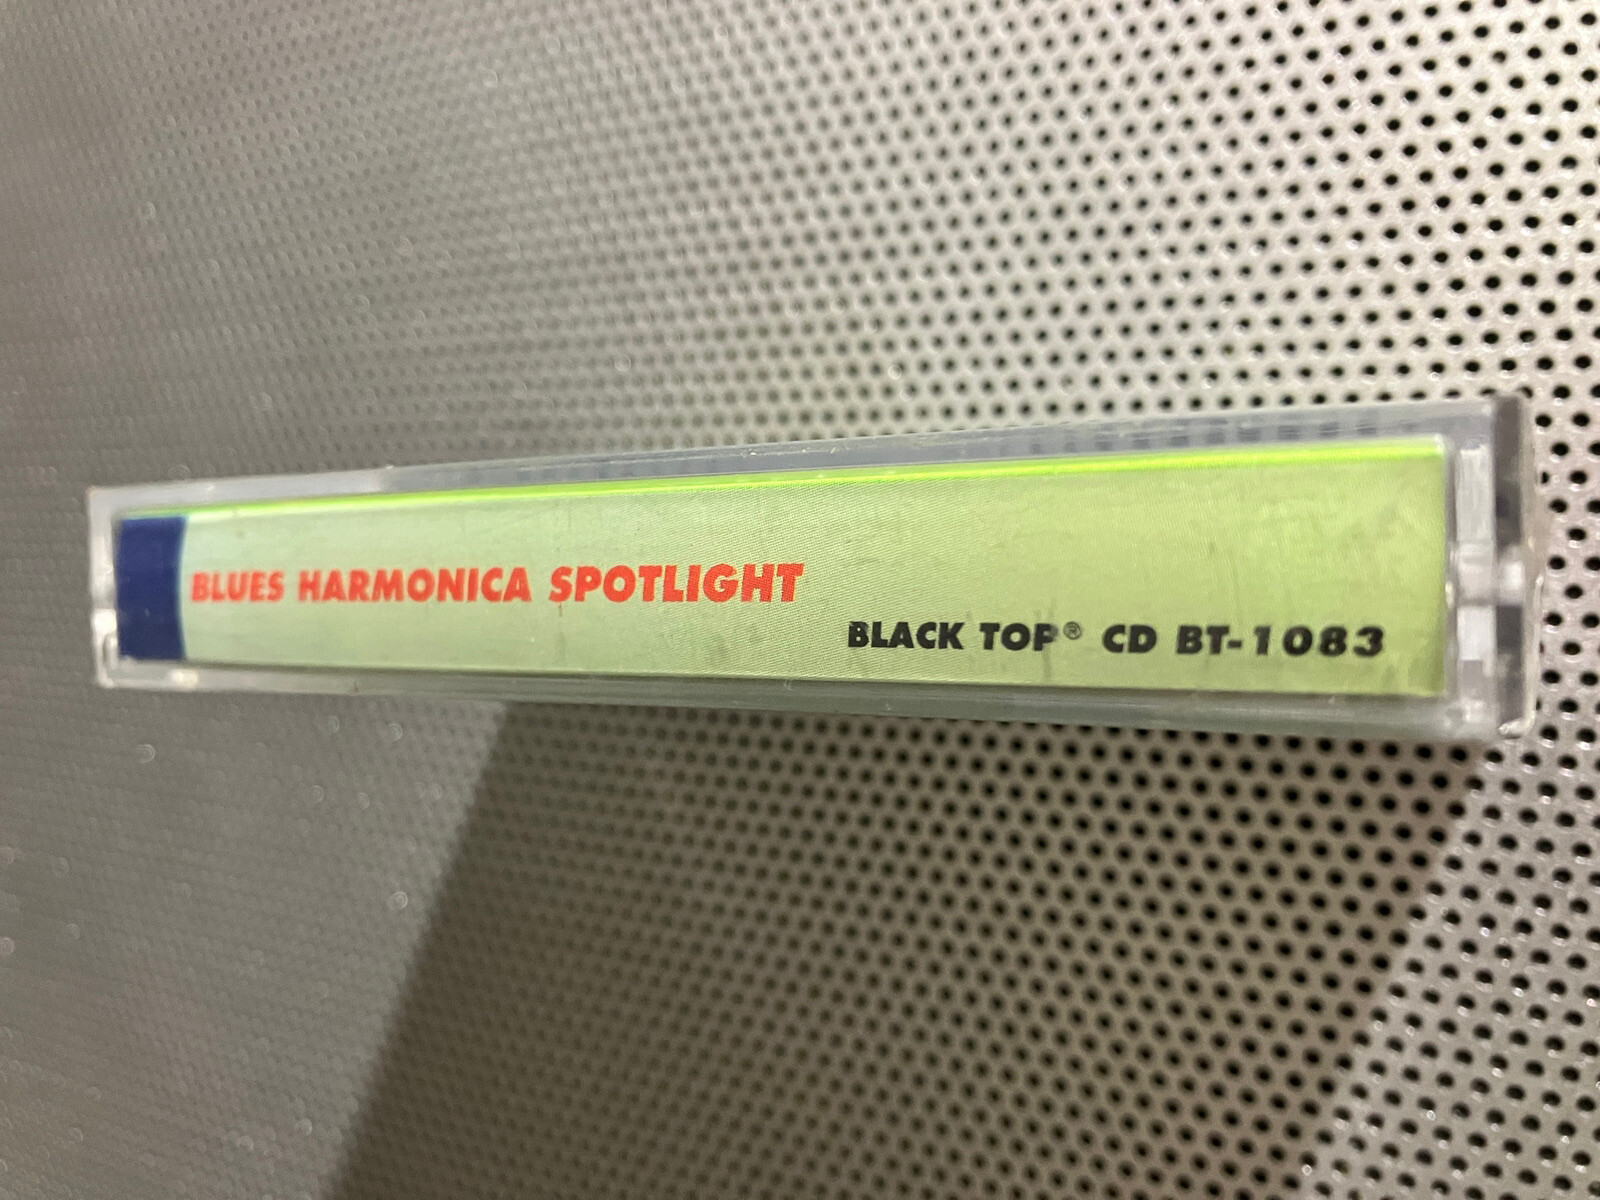 BLUES HARMONICA SPOTLIGHT
BLACK TOP® CD BT-1083